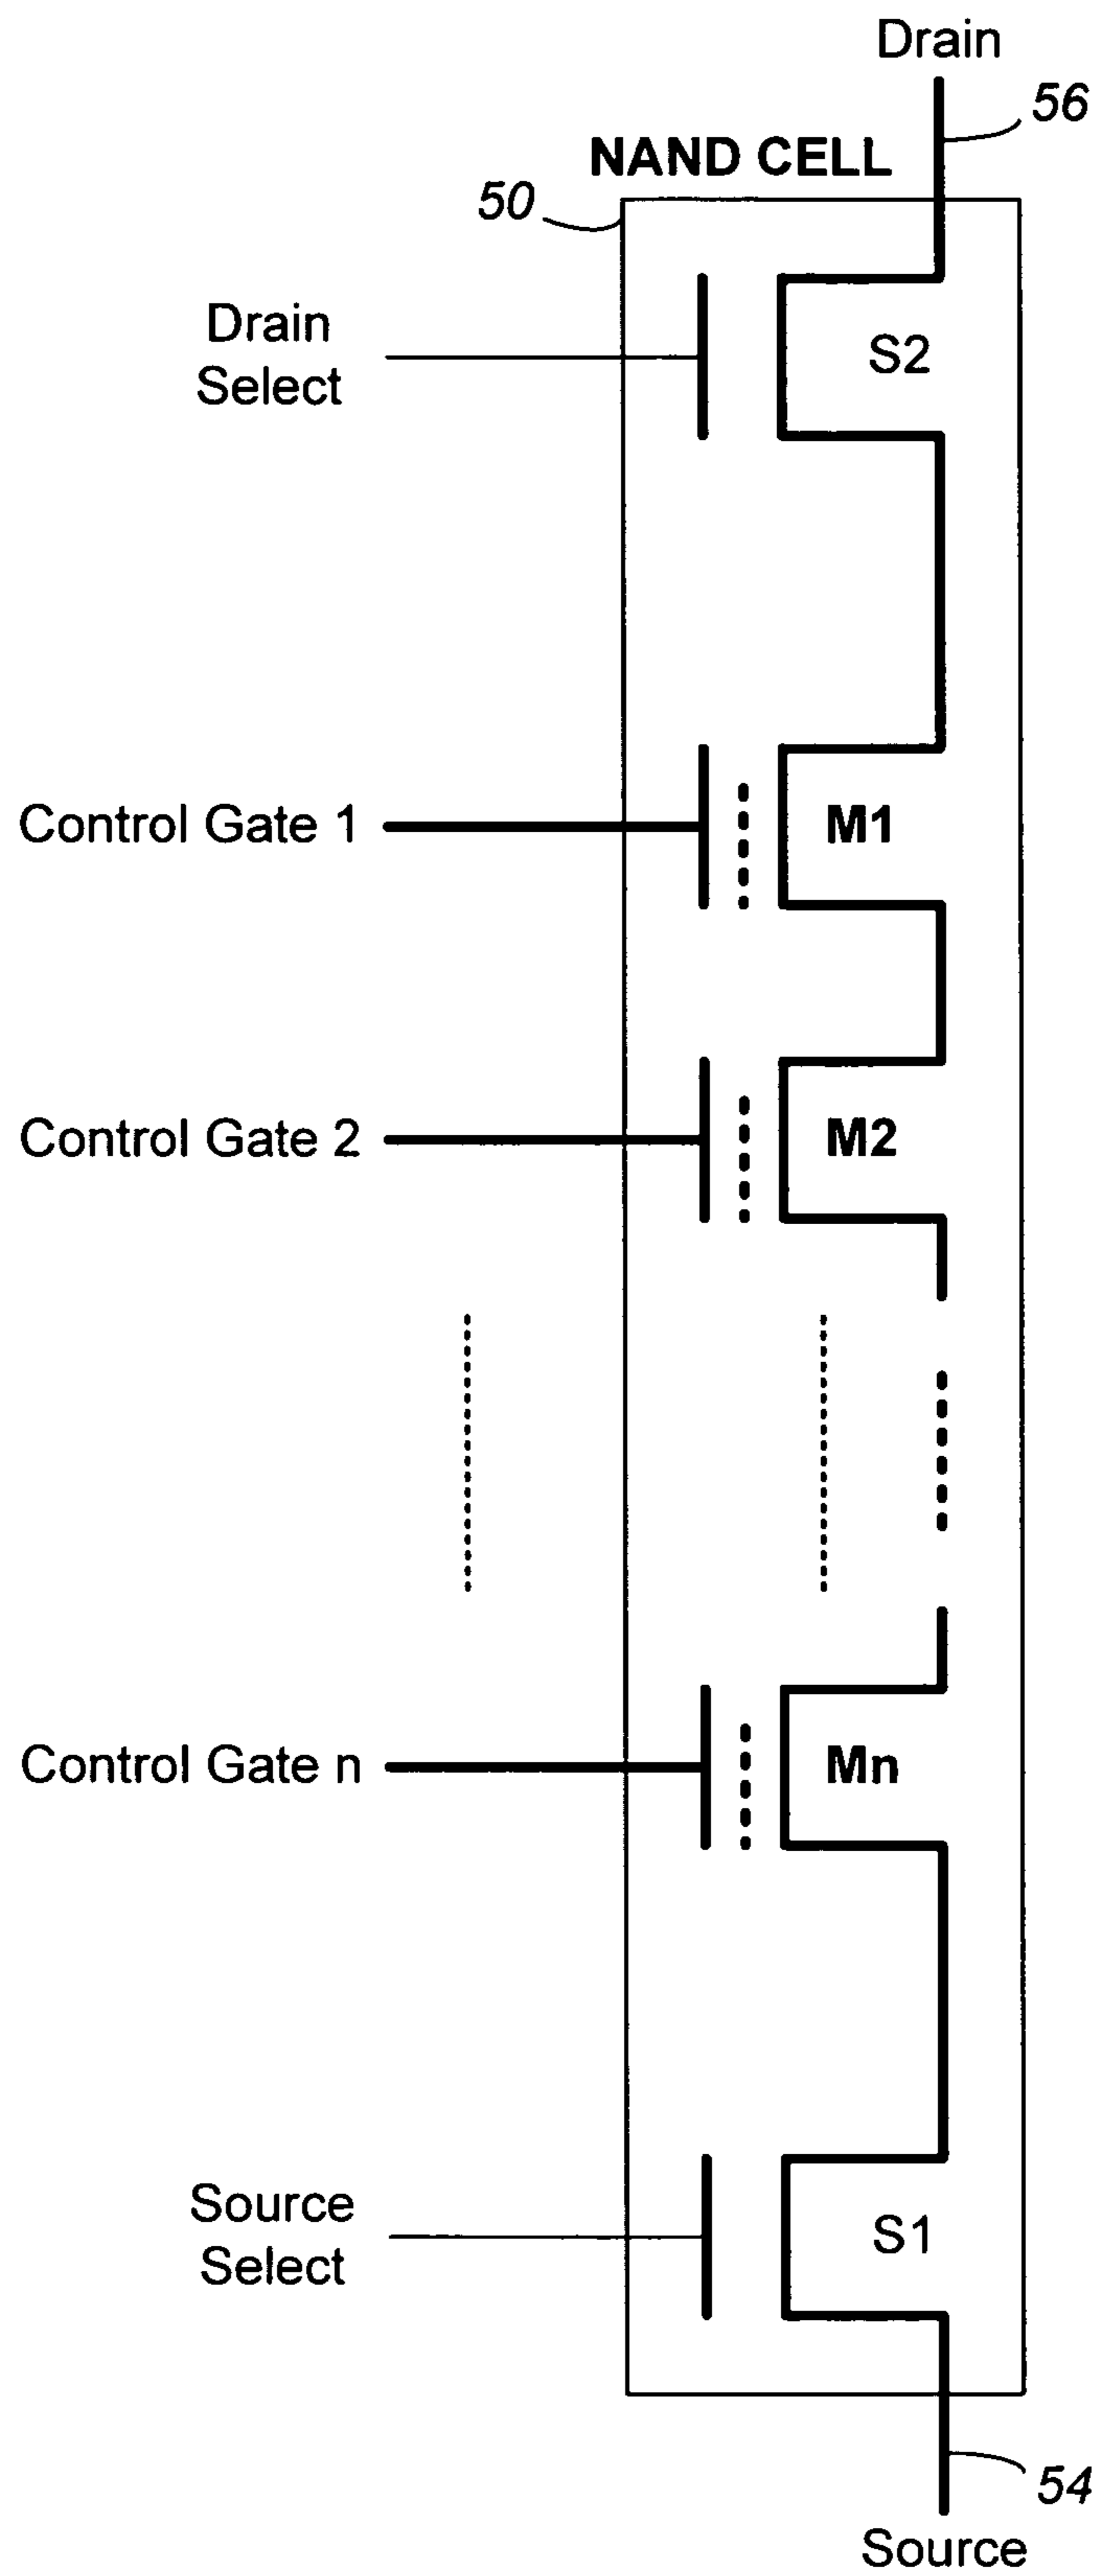 Drain
56
NAND CELL
50
Drain
Select
S2
Control Gate 1
M1
Control Gate 2
M2
Control Gate n
Mn
Source
Select
S1
54
Source